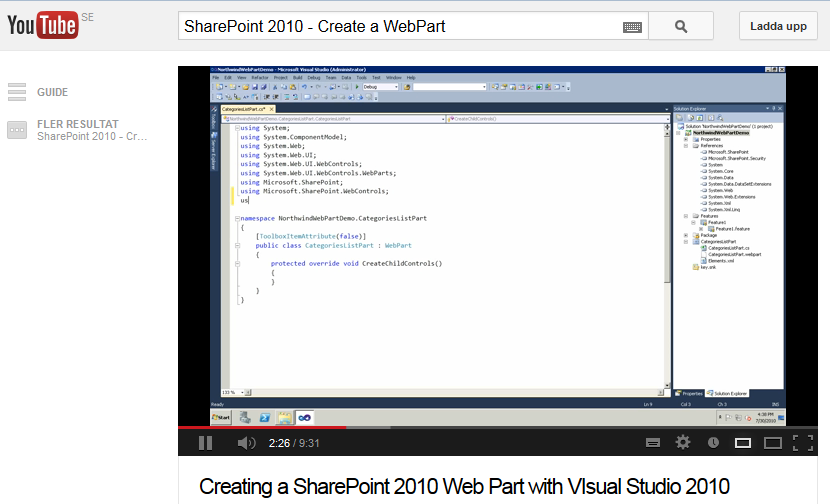 You Tube SE
SharePoint 2010 - Create a WebPart
Ladda upp
GUIDE
FLER RESULTAT
SharePoint 2010 - Cr...
NorthwindWebPartDemo - Microsoft Visual Studio (Administrator)
File Edit View Refactor Project Build Debug Team Data Tools Test Window Help
Debug
CategoriesListPart.cs*
NorthwindWebPartDemo.CategoriesListPart.CategoriesListPart
CreateChildControls()
Toolbox
Server Explorer
using System;
using System.ComponentModel;
using System.Web;
using System.Web.UI;
using System.Web.UI.WebControls;
using System.Web.UI.WebControls.WebParts;
using Microsoft.SharePoint;
using Microsoft.SharePoint.WebControls;
us
namespace NorthwindWebPartDemo.CategoriesListPart
{
[ToolboxItemAttribute(false)]
public class CategoriesListPart : WebPart
{
protected override void CreateChildControls()
{
}
}
}
133 %
Solution Explorer
Solution 'NorthwindWebPartDemo' (1 project)
NorthwindWebPartDemo
Properties
References
Microsoft.SharePoint
Microsoft.SharePoint.Security
System
System.Core
System.Data
System.Data.DataSetExtensions
System.Web
System.Web.Extensions
System.Xml
System.Xml.Linq
Features
Feature1
Feature1.feature
Package
CategoriesListPart
CategoriesListPart.cs
CategoriesListPart.webpart
Elements.xml
key.snk
Properties Solution Explorer
Ready
Ln 9 Col 3 Ch 3 INS
Start
4:38 PM
7/30/2010
2:26 / 9:31
Creating a SharePoint 2010 Web Part with VIsual Studio 2010